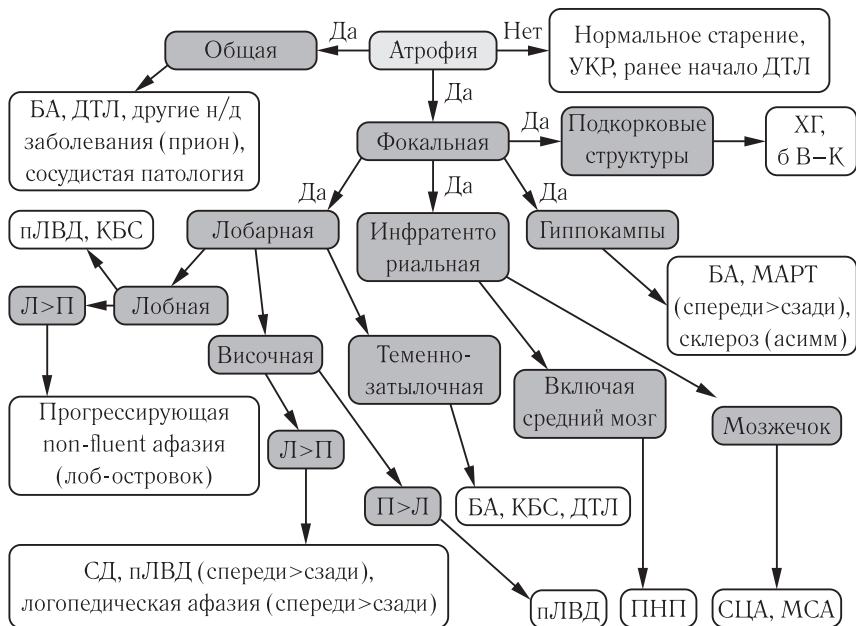 Общая
Да
Атрофия
Нет
Нормальное старение,
УКР, ранее начало ДТЛ
БА, ДТЛ, другие н/д
заболевания (прион),
сосудистая патология
Да
Фокальная
Да
Подкорковые
структуры
ХГ,
б В–К
Да
Да
Да
пЛВД, КБС
Лобарная
Инфратенто
риальная
Гиппокампы
БА, МАРТ
(спереди>сзади),
склероз (асимм)
Л>П
Лобная
Височная
Теменно-
затылочная
Включая
средний мозг
Мозжечок
Прогрессирующая
non-fluent афазия
(лоб-островок)
Л>П
П>Л
БА, КБС, ДТЛ
СД, пЛВД (спереди>сзади),
логопедическая афазия (спереди>сзади)
пЛВД
ПНП
СЦА, МСА